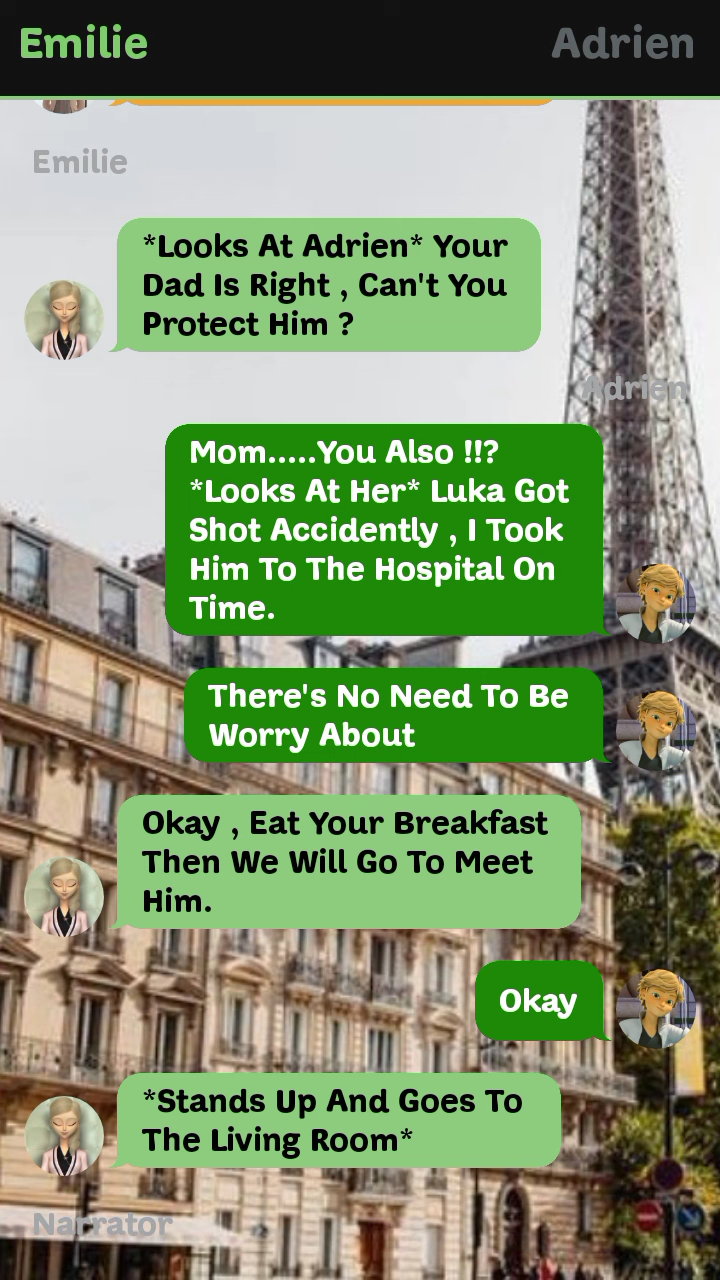 Emilie
Adrien
Emilie
*Looks At Adrien* Your
Dad Is Right , Can't You
Protect Him ?
Adrien
Mom.....You Also !!?
*Looks At Her* Luka Got
Shot Accidently , I Took
Him To The Hospital On
Time.
There's No Need To Be
Worry About
Okay , Eat Your Breakfast
Then We Will Go To Meet
Him.
Okay
*Stands Up And Goes To
The Living Room*
Narrator